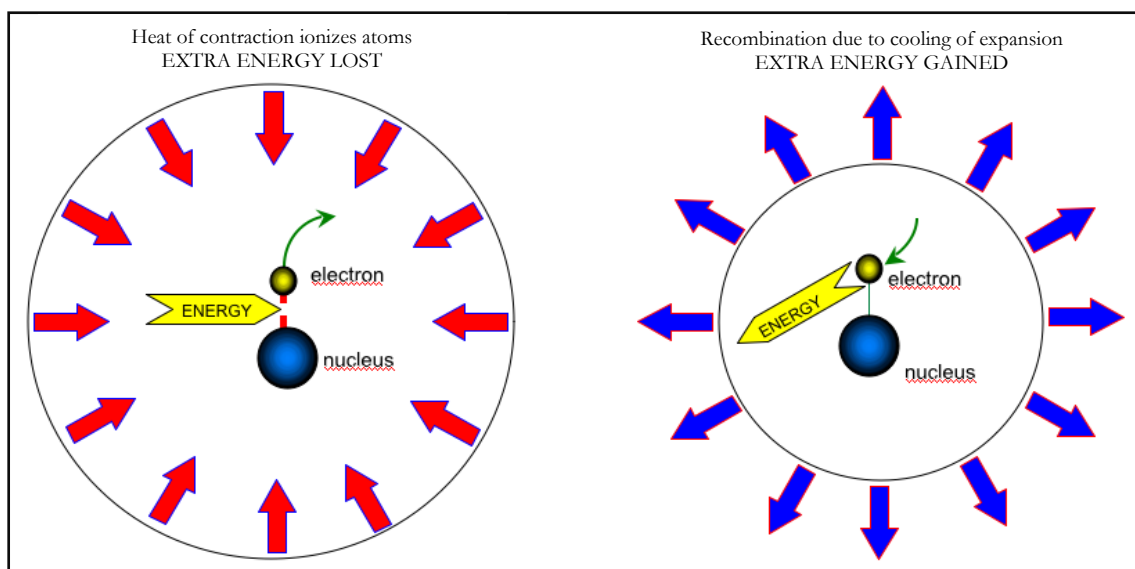 Heat of contraction ionizes atoms
EXTRA ENERGY LOST
electron
ENERGY
nucleus
Recombination due to cooling of expansion
EXTRA ENERGY GAINED
electron
ENERGY
nucleus